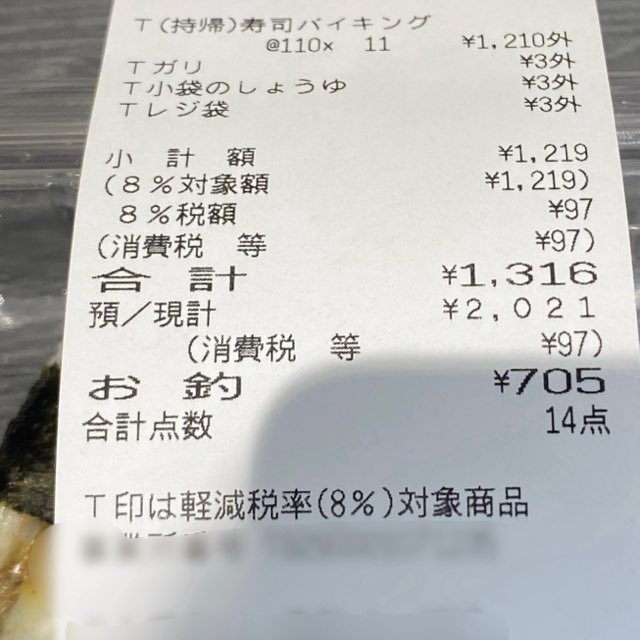 T(持帰)寿司バイキング
@110× 11 ¥1,210外
Tガリ ¥3外
T小袋のしょうゆ ¥3外
Tレジ袋 ¥3外
小 計 額 ¥1,219
(8%対象額 ¥1,219)
8%税額 ¥97
(消費税 等 ¥97)
合 計 ¥1,316
預/現計 ¥2,021
(消費税 等 ¥97)
お 釣 ¥705
合計点数 14点
T印は軽減税率(8%)対象商品